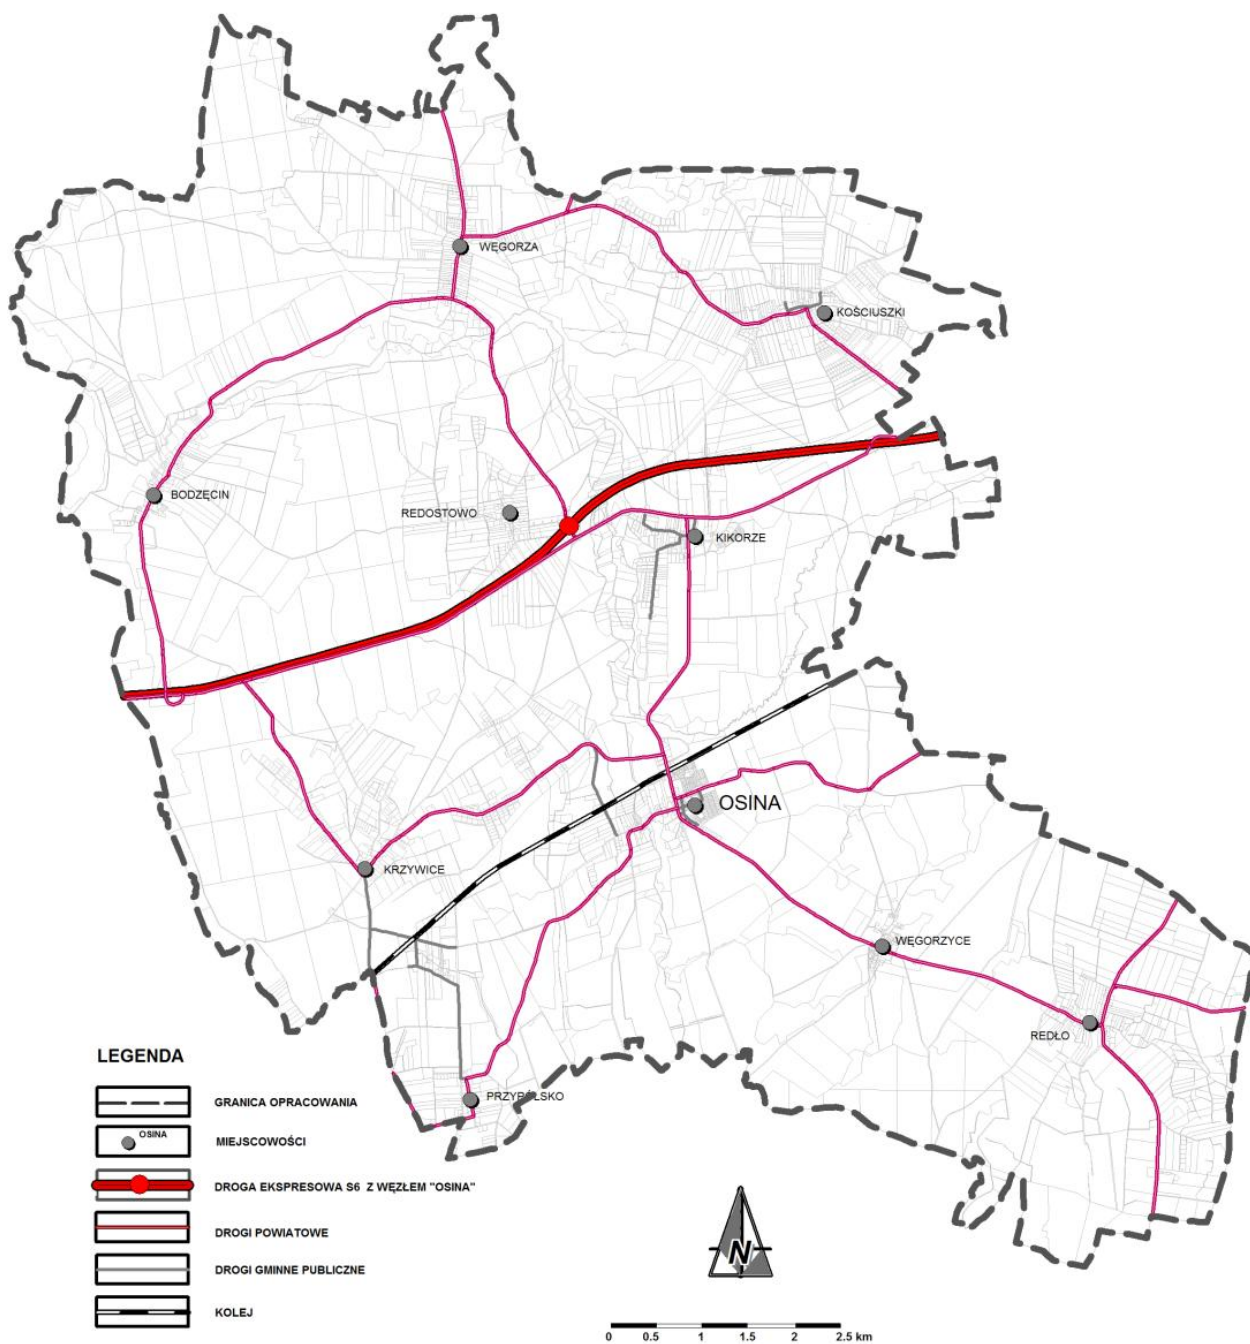 WĘGORZA
KOŚCIUSZKI
BODZĘCIN
REDOSTOWO
KIKORZE
OSINA
KRZYWICE
WĘGORZYCE
REDŁO
PRZYPÓLSKO
LEGENDA
GRANICA OPRACOWANIA
OSINA
MIEJSCOWOŚCI
DROGA EKSPRESOWA S6 Z WĘZŁEM "OSINA"
DROGI POWIATOWE
DROGI GMINNE PUBLICZNE
KOLEJ
N
0 0.5 1 1.5 2 2.5 km